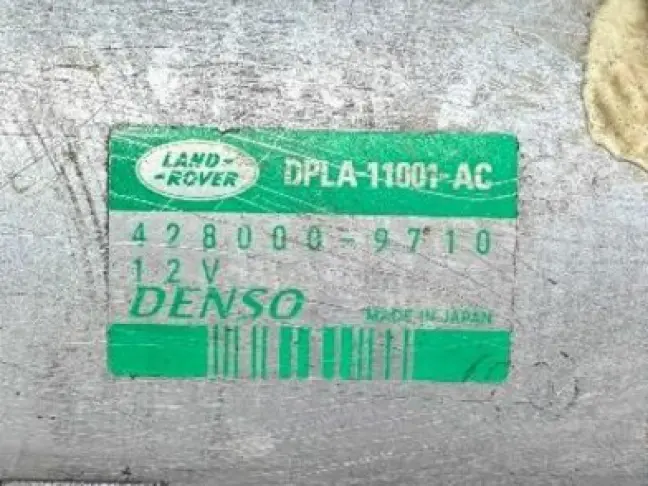 LAND-
-ROVER
DPLA-11001-AC
428000-9710
12V
DENSO
MADE IN JAPAN